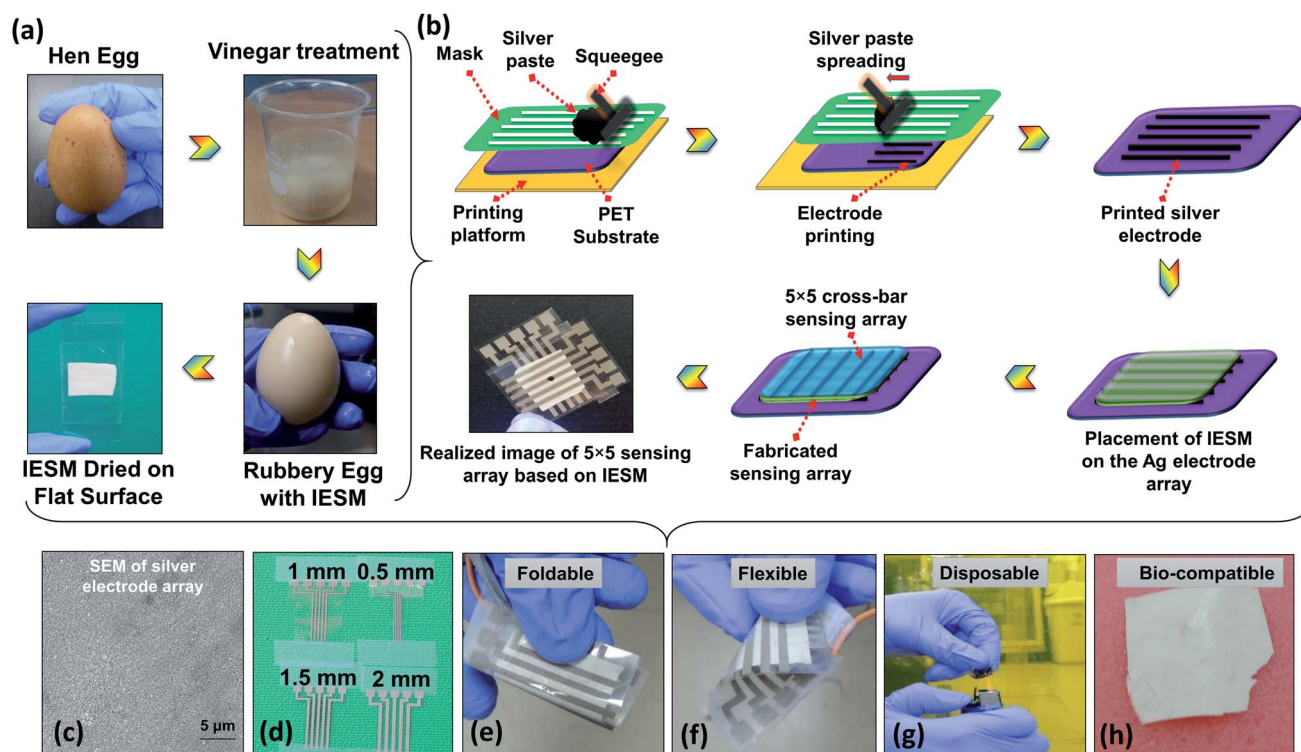 (a)
Hen Egg
Vinegar treatment
IESM Dried on
Flat Surface
Rubbery Egg
with IESM
(b)
Mask
Silver
paste
Squeegee
Printing
platform
PET
Substrate
Silver paste
spreading
Electrode
printing
Printed silver
electrode
Realized image of 5×5 sensing
array based on IESM
5×5 cross-bar
sensing array
Fabricated
sensing array
Placement of IESM
on the Ag electrode
array
SEM of silver
electrode array
5 µm
(c)
1 mm
0.5 mm
1.5 mm
2 mm
(d)
Foldable
(e)
Flexible
(f)
Disposable
(g)
Bio-compatible
(h)